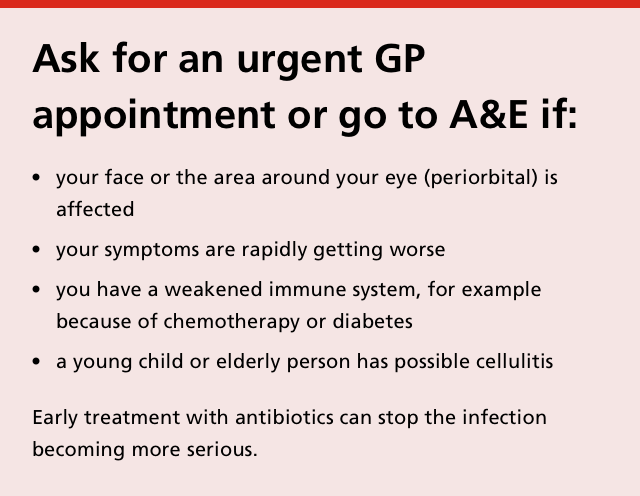 Ask for an urgent GP
appointment or go to A&E if:
• your face or the area around your eye (periorbital) is
affected
• your symptoms are rapidly getting worse
• you have a weakened immune system, for example
because of chemotherapy or diabetes
• a young child or elderly person has possible cellulitis
Early treatment with antibiotics can stop the infection
becoming more serious.